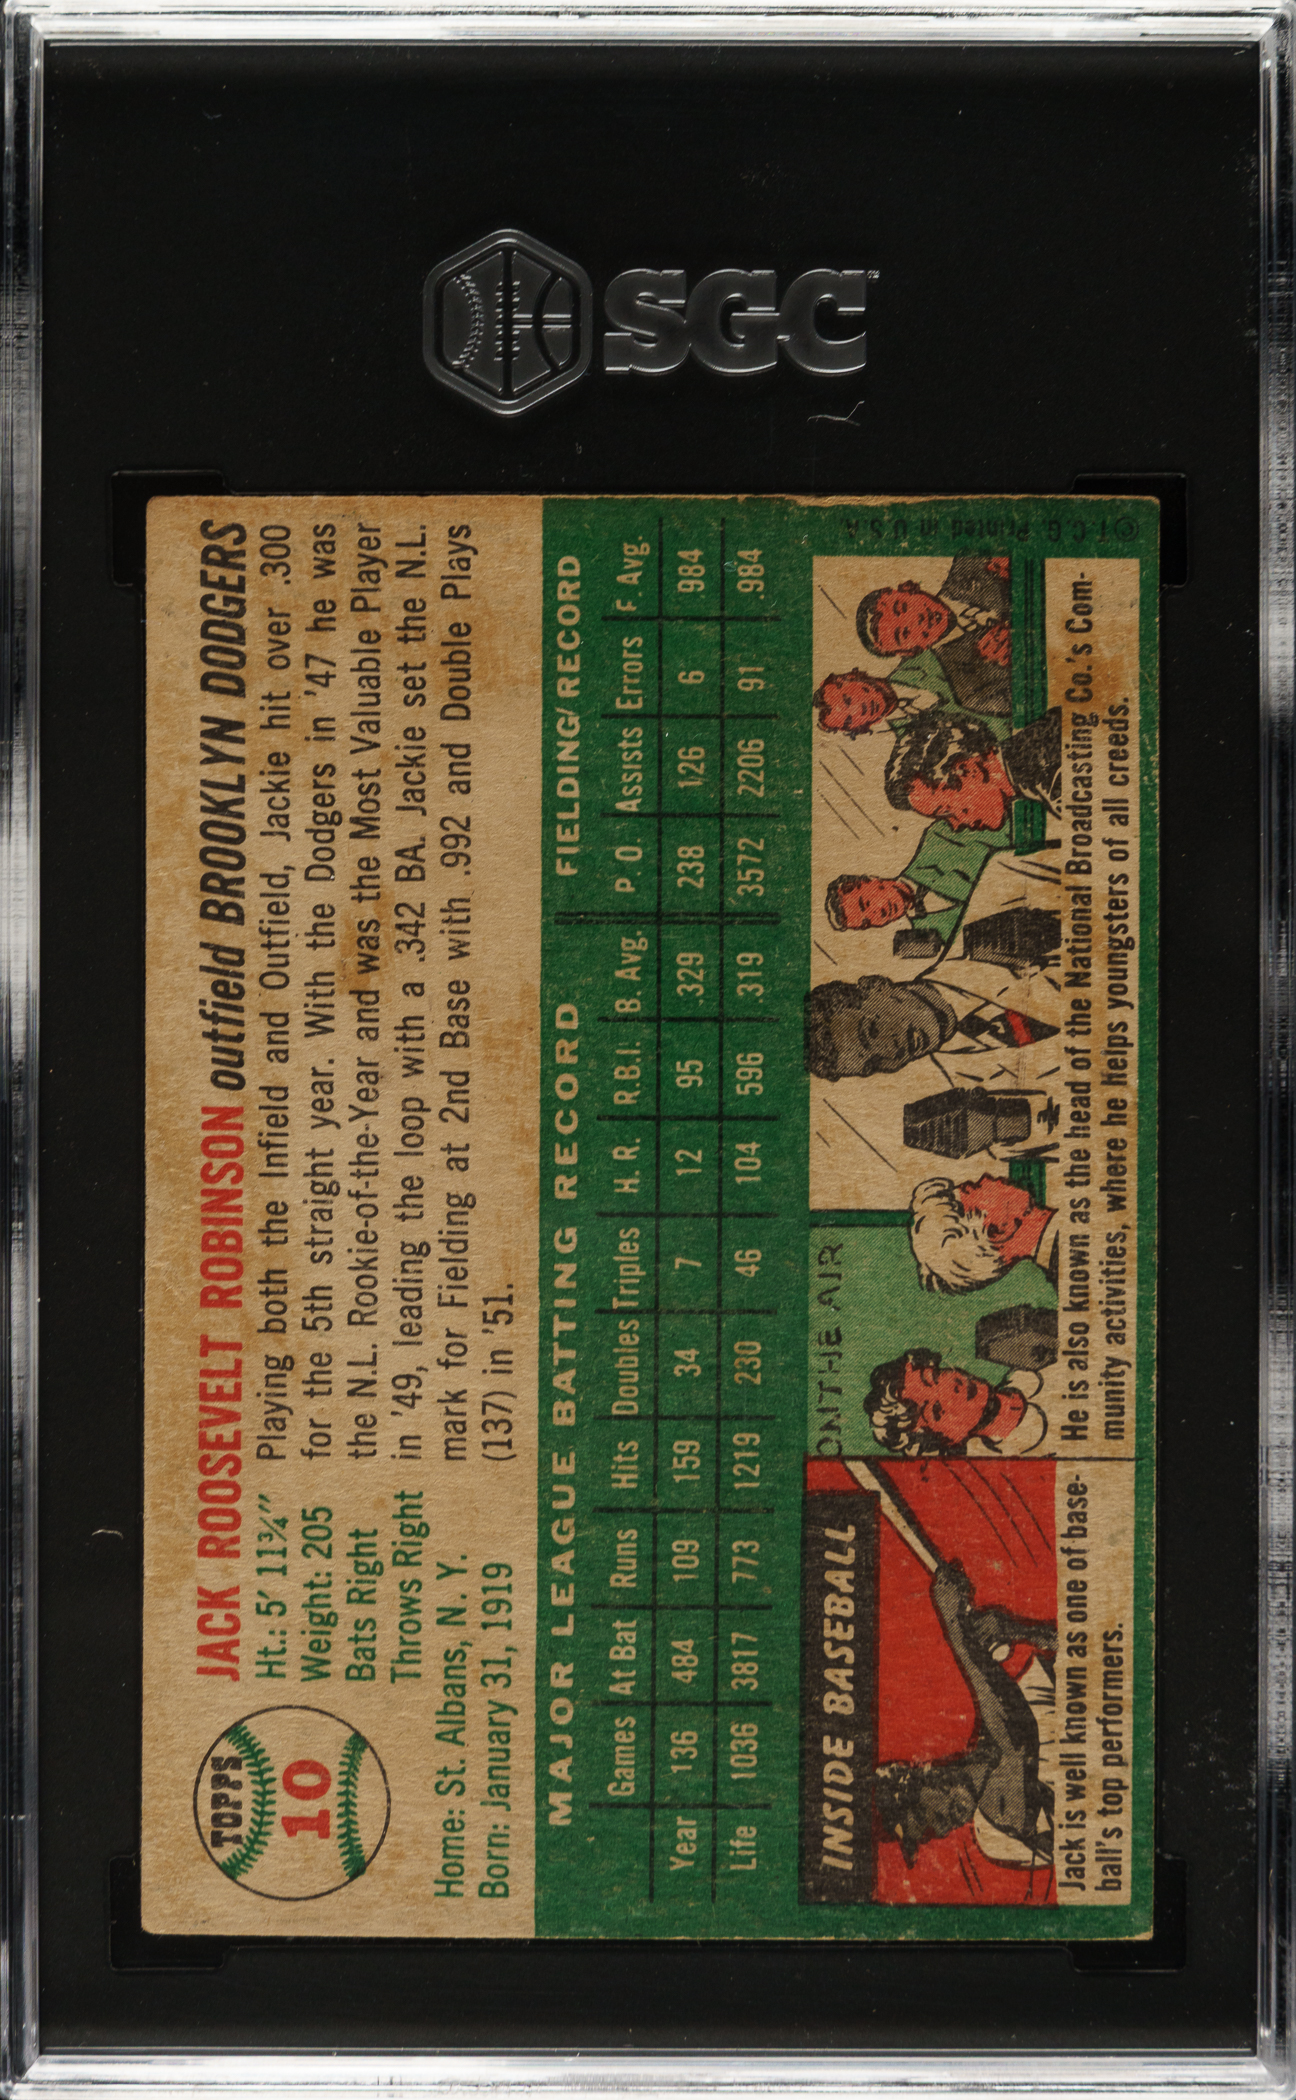 SGC
TM
TOPPS
10
JACK ROOSEVELT ROBINSON outfield BROOKLYN DODGERS
Ht.: 5' 11¾"
Weight: 205
Bats Right
Throws Right
Home: St. Albans, N. Y.
Born: January 31, 1919
Playing both the Infield and Outfield, Jackie hit over .300
for the 5th straight year. With the Dodgers in '47 he was
the N.L. Rookie-of-the-Year and was the Most Valuable Player
in '49, leading the loop with a .342 BA. Jackie set the N.L.
mark for Fielding at 2nd Base with .992 and Double Plays
(137) in '51.
MAJOR LEAGUE BATTING RECORD FIELDING/RECORD
Games At Bat Runs Hits Doubles Triples H. R. R.B.I. B. Avg. P. O. Assists Errors F. Avg.
Year 136 484 109 159 34 7 12 95 .329 238 126 6 .984
Life 1036 3817 773 1219 230 46 104 596 .319 3572 2206 91 .984
INSIDE BASEBALL
Jack is well known as one of base-
ball's top performers.
ON THE AIR
He is also known as the head of the National Broadcasting Co.'s Com-
munity activities, where he helps youngsters of all creeds.
©T.C.G. Printed in U.S.A.